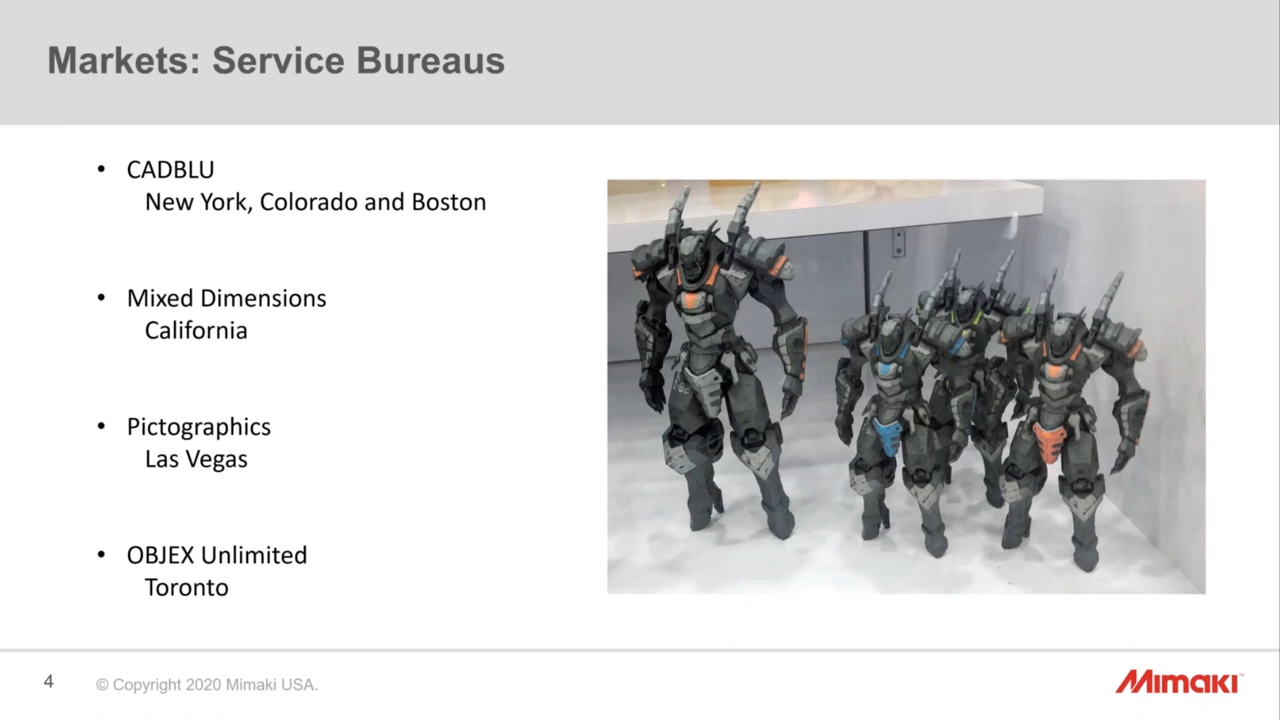 Markets: Service Bureaus
• CADBLU
New York, Colorado and Boston
• Mixed Dimensions
California
• Pictographics
Las Vegas
• OBJEX Unlimited
Toronto
4
© Copyright 2020 Mimaki USA.
Mimaki